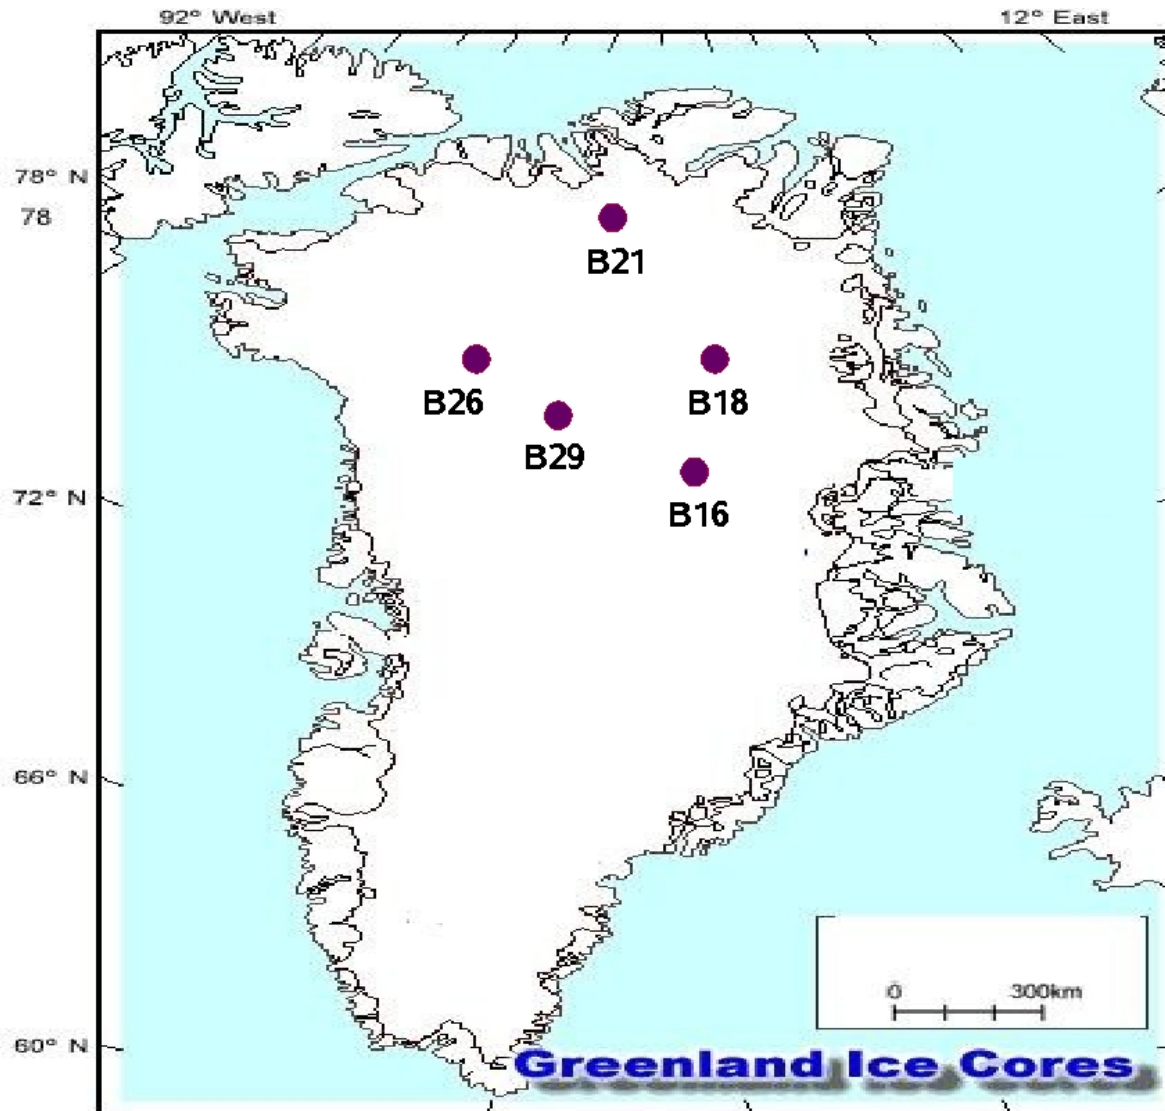 92° West
12° East
78° N
78
B21
B26
B18
B29
B16
72° N
66° N
0 300km
60° N
Greenland Ice Cores